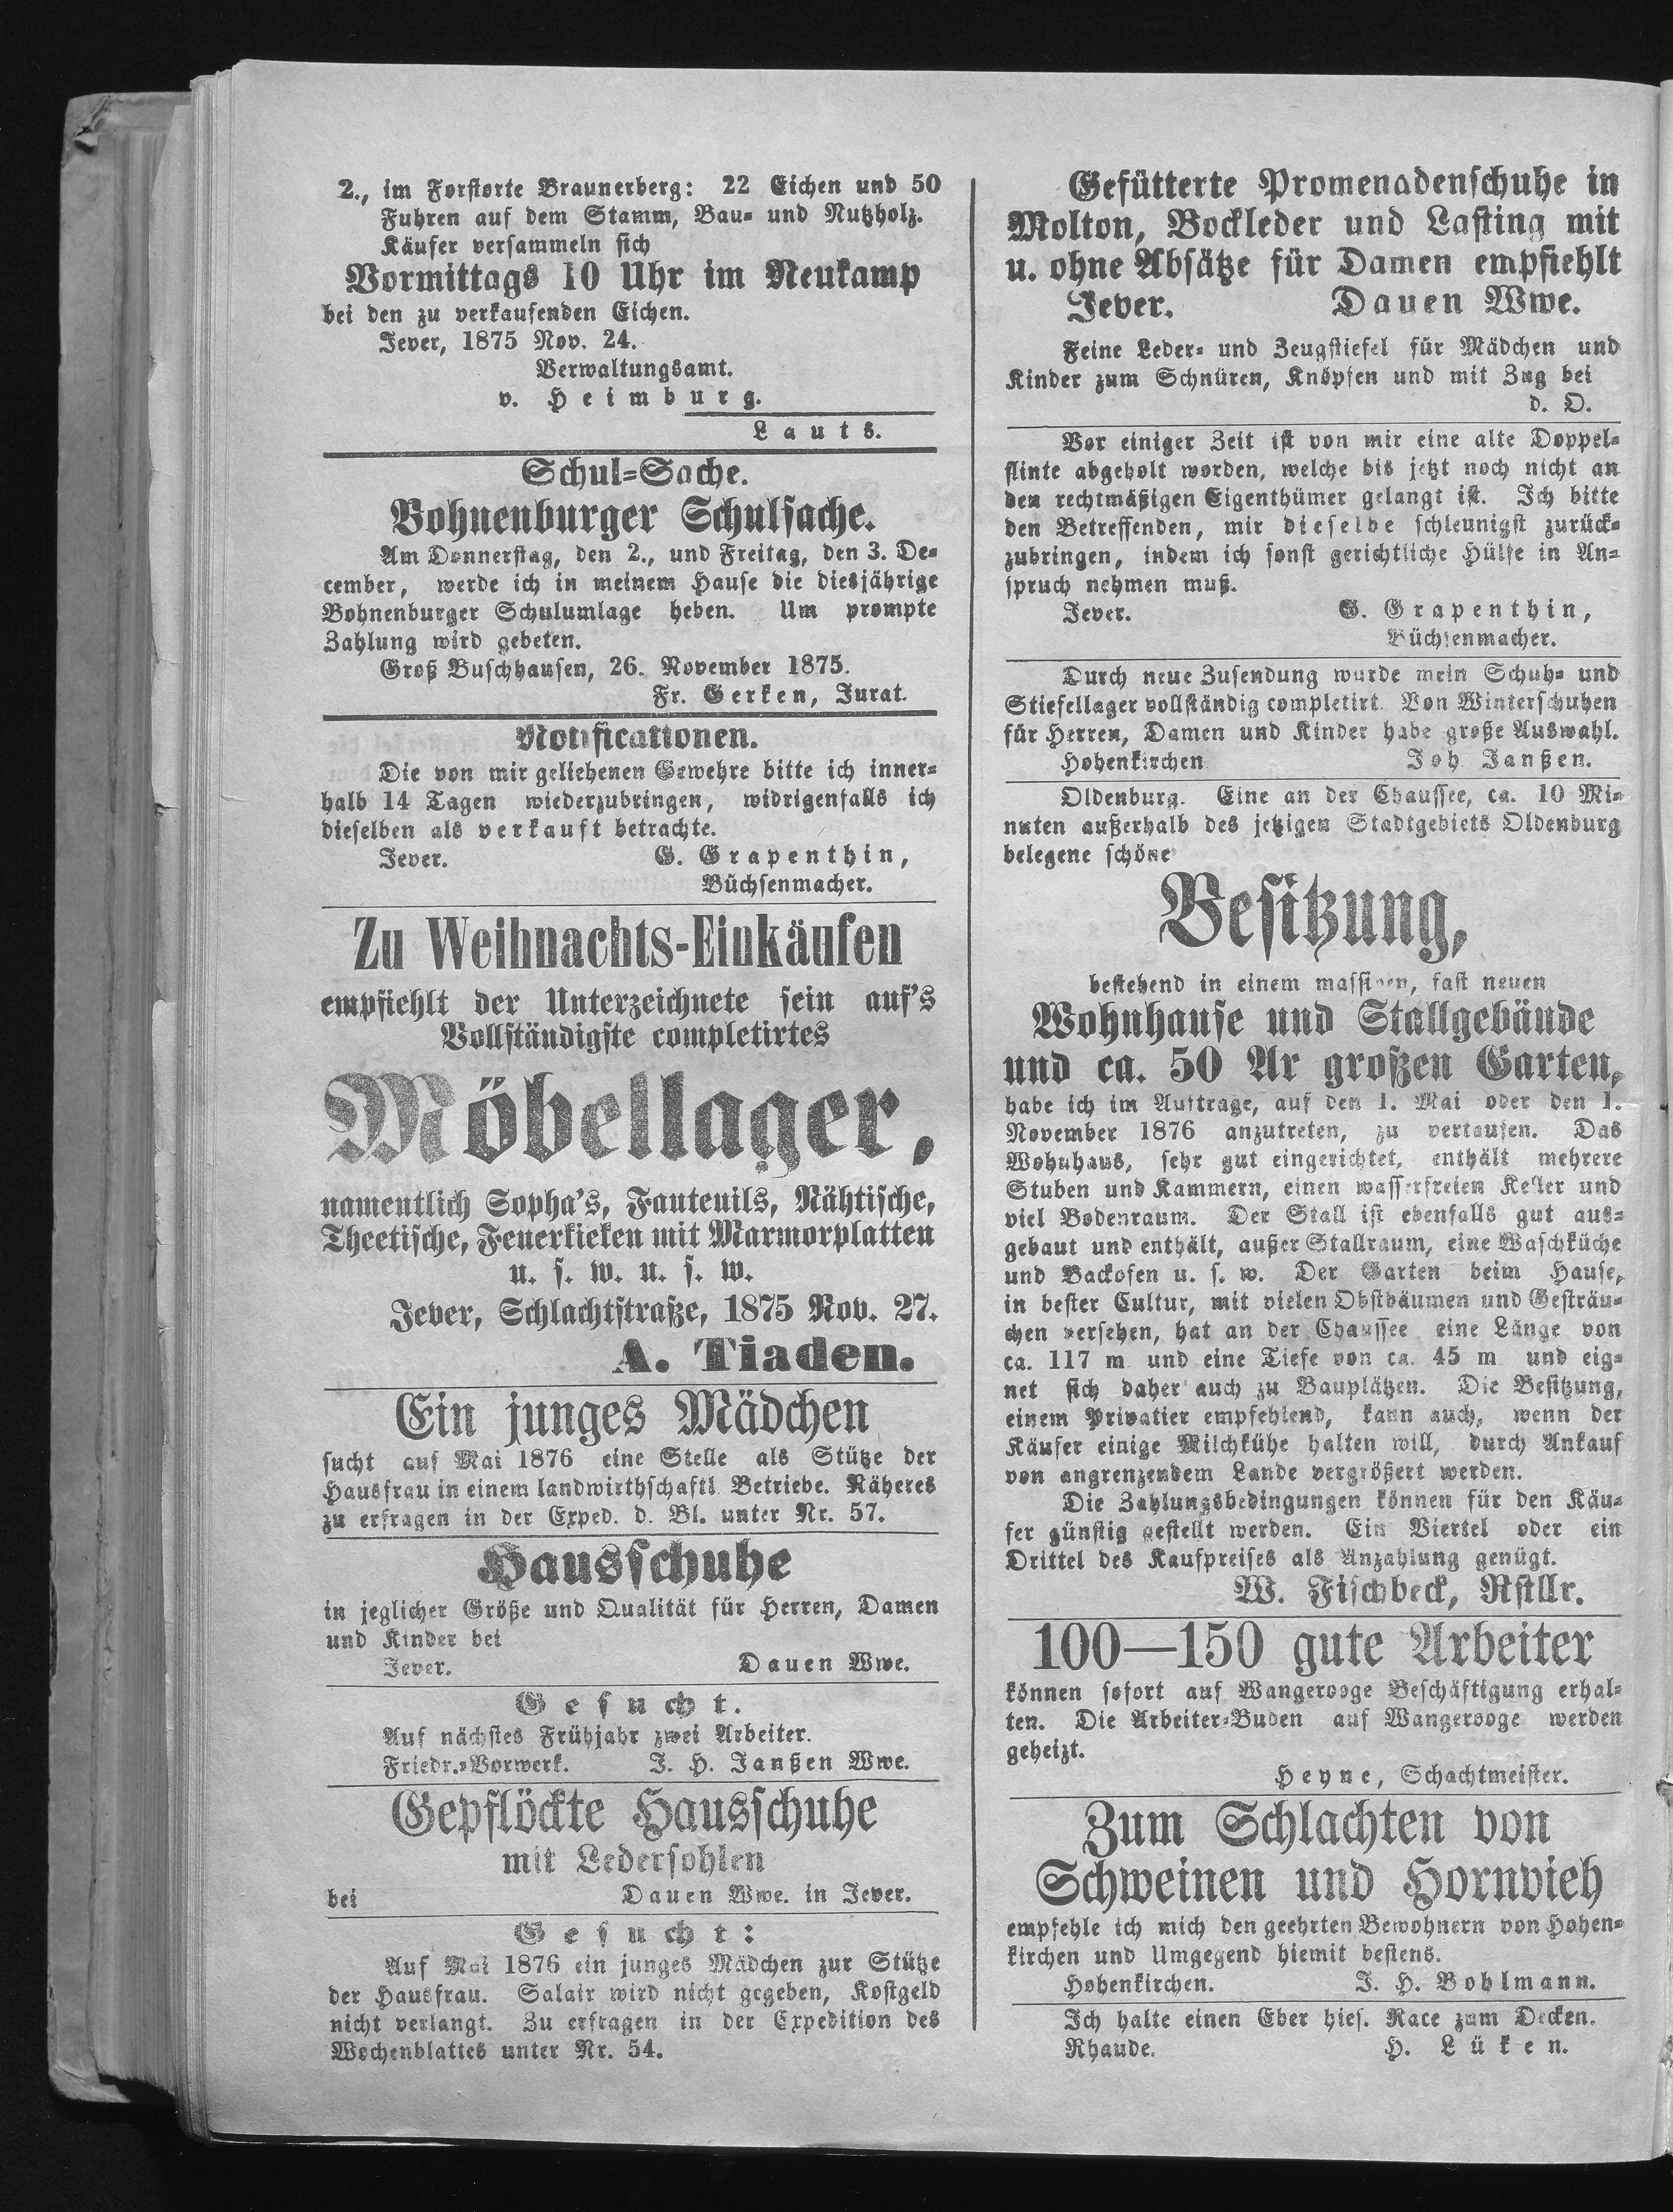 2., im Forstorte Braunerberg: 22 Eichen und 50
Fuhren auf dem Stamm, Bau- und Nutzholz.
Käufer versammeln sich
Vormittags 10 Uhr im Neukamp
bei den zu verkaufenden Eichen.
Jever, 1875 Nov. 24.
Verwaltungsamt.
v. Heimburg.
Lauts.
Schul-Sache.
Bohnenburger Schulsache.
Am Donnerstag, den 2., und Freitag, den 3. De-
cember, werde ich in meinem Hause die diesjährige
Bohnenburger Schulumlage heben. Um prompte
Zahlung wird gebeten.
Groß Buschhausen, 26. November 1875.
Fr. Gerken, Jurat.
Notificationen.
Die von mir geliehenen Gewehre bitte ich inner-
halb 14 Tagen wiederzubringen, widrigenfalls ich
dieselben als verkauft betrachte.
Jever. G. Grapenthin,
Büchsenmacher.
Zu Weihnachts-Einkäufen
empfiehlt der Unterzeichnete sein auf's
Vollständigste completirtes
Möbellager,
namentlich Sopha's, Fauteuils, Nähtische,
Theetische, Feuerkieken mit Marmorplatten
u. s. w. u. s. w.
Jever, Schlachtstraße, 1875 Nov. 27.
A. Tiaden.
Ein junges Mädchen
sucht auf Mai 1876 eine Stelle als Stütze der
Hausfrau in einem landwirthschaftl. Betriebe. Näheres
zu erfragen in der Exped. d. Bl. unter Nr. 57.
Hausschuhe
in jeglicher Größe und Qualität für Herren, Damen
und Kinder bei
Jever. Dauen Wwe.
Gesucht.
Auf nächstes Frühjahr zwei Arbeiter.
Friedr.-Vorwerk. J. H. Janßen Wwe.
Gepflöckte Hausschuhe
mit Ledersohlen
bei Dauen Wwe. in Jever.
Gesucht:
Auf Mai 1876 ein junges Mädchen zur Stütze
der Hausfrau. Salair wird nicht gegeben, Kostgeld
nicht verlangt. Zu erfragen in der Expedition des
Wochenblattes unter Nr. 54.
Gefütterte Promenadenschuhe in
Molton, Bockleder und Lasting mit
u. ohne Absätze für Damen empfiehlt
Jever. Dauen Wwe.
Feine Leder- und Zeugstiefel für Mädchen und
Kinder zum Schnüren, Knöpfen und mit Zug bei
d. O.
Vor einiger Zeit ist von mir eine alte Doppel-
flinte abgeholt worden, welche bis jetzt noch nicht an
den rechtmäßigen Eigenthümer gelangt ist. Ich bitte
den Betreffenden, mir dieselbe schleunigst zurück-
zubringen, indem ich sonst gerichtliche Hülfe in An-
spruch nehmen muß.
Jever. G. Grapenthin,
Büchsenmacher.
Durch neue Zusendung wurde mein Schuh- und
Stiefellager vollständig completirt. Von Winterschuhen
für Herren, Damen und Kinder habe große Auswahl.
Hohenkirchen Joh Janßen.
Oldenburg. Eine an der Chaussee, ca. 10 Mi-
nuten außerhalb des jetzigen Stadtgebiets Oldenburg
belegene schöne
Besitzung,
bestehend in einem massiven, fast neuen
Wohnhause und Stallgebäude
und ca. 50 Ar großen Garten,
habe ich im Auftrage, auf den 1. Mai oder den 1.
November 1876 anzutreten, zu verkaufen. Das
Wohnhaus, sehr gut eingerichtet, enthält mehrere
Stuben und Kammern, einen wasserfreien Keller und
viel Bodenraum. Der Stall ist ebenfalls gut aus-
gebaut und enthält, außer Stallraum, eine Waschküche
und Backofen u. s. w. Der Garten beim Hause,
in bester Cultur, mit vielen Obstbäumen und Gesträu-
chen versehen, hat an der Chaussee eine Länge von
ca. 117 m und eine Tiefe von ca. 45 m und eig-
net sich daher auch zu Bauplätzen. Die Besitzung,
einem Privatier empfehlend, kann auch, wenn der
Käufer einige Milchkühe halten will, durch Ankauf
von angrenzendem Lande vergrößert werden.
Die Zahlungsbedingungen können für den Käu-
fer günstig gestellt werden. Ein Viertel oder ein
Drittel des Kaufpreises als Anzahlung genügt.
W. Fischbeck, Rstllr.
100—150 gute Arbeiter
können sofort auf Wangerooge Beschäftigung erhal-
ten. Die Arbeiter-Buden auf Wangerooge werden
geheizt.
Heyne, Schachtmeister.
Zum Schlachten von
Schweinen und Hornvieh
empfehle ich mich den geehrten Bewohnern von Hohen-
kirchen und Umgegend hiemit bestens.
Hohenkirchen. J. H. Bohlmann.
Ich halte einen Eber hies. Race zum Decken.
Rhaude. H. Lüken.